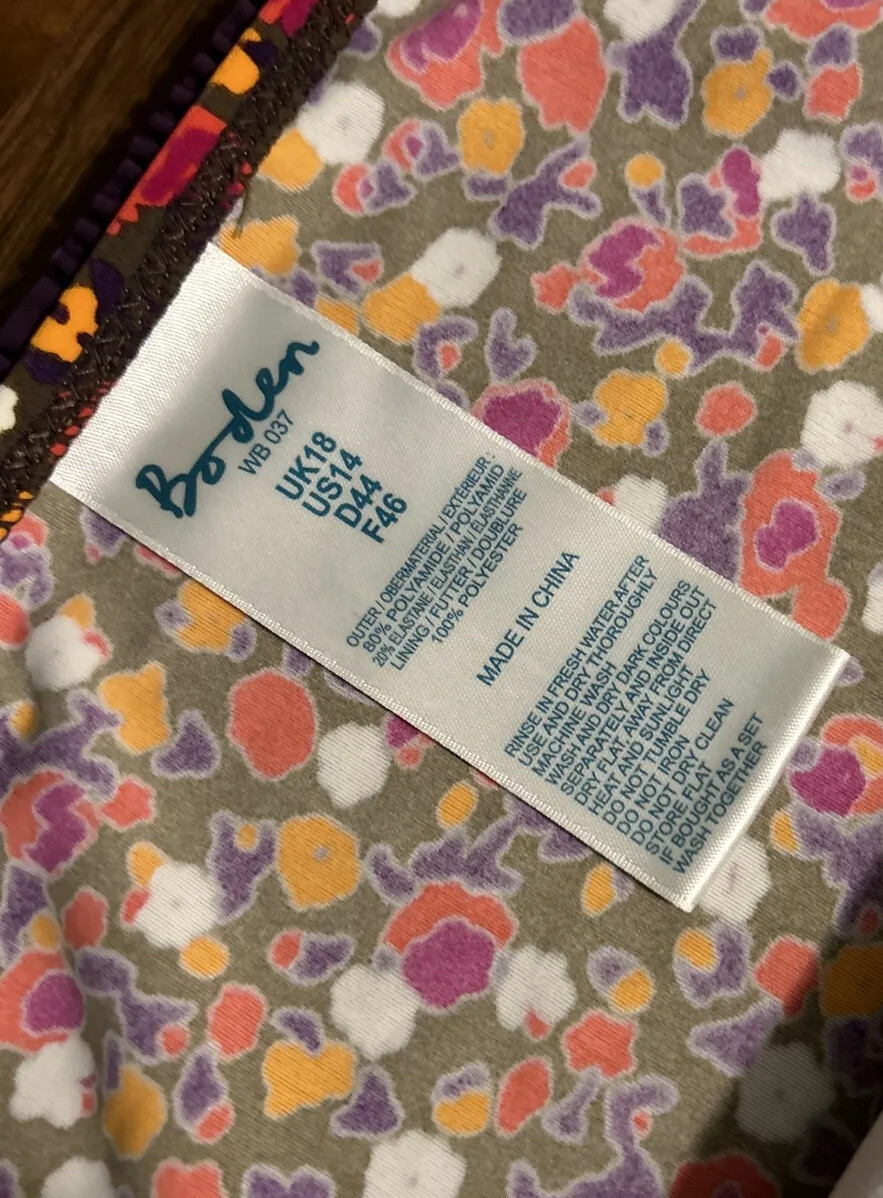 Boden
WB 037
UK18
US14
D44
F46
OUTER / OBERMATERIAL / EXTÉRIEUR :
80% POLYAMIDE / POLYAMID
20% ELASTANE / ELASTHAN / ELASTHANNE
LINING / FUTTER / DOUBLURE
100% POLYESTER
MADE IN CHINA
RINSE IN FRESH WATER AFTER
USE AND DRY THOROUGHLY
MACHINE WASH
WASH AND DRY DARK COLOURS
SEPARATELY AND INSIDE OUT
DRY FLAT, AWAY FROM DIRECT
HEAT AND SUNLIGHT
DO NOT TUMBLE DRY
DO NOT IRON
DO NOT DRY CLEAN
STORE FLAT
IF BOUGHT AS A SET
WASH TOGETHER